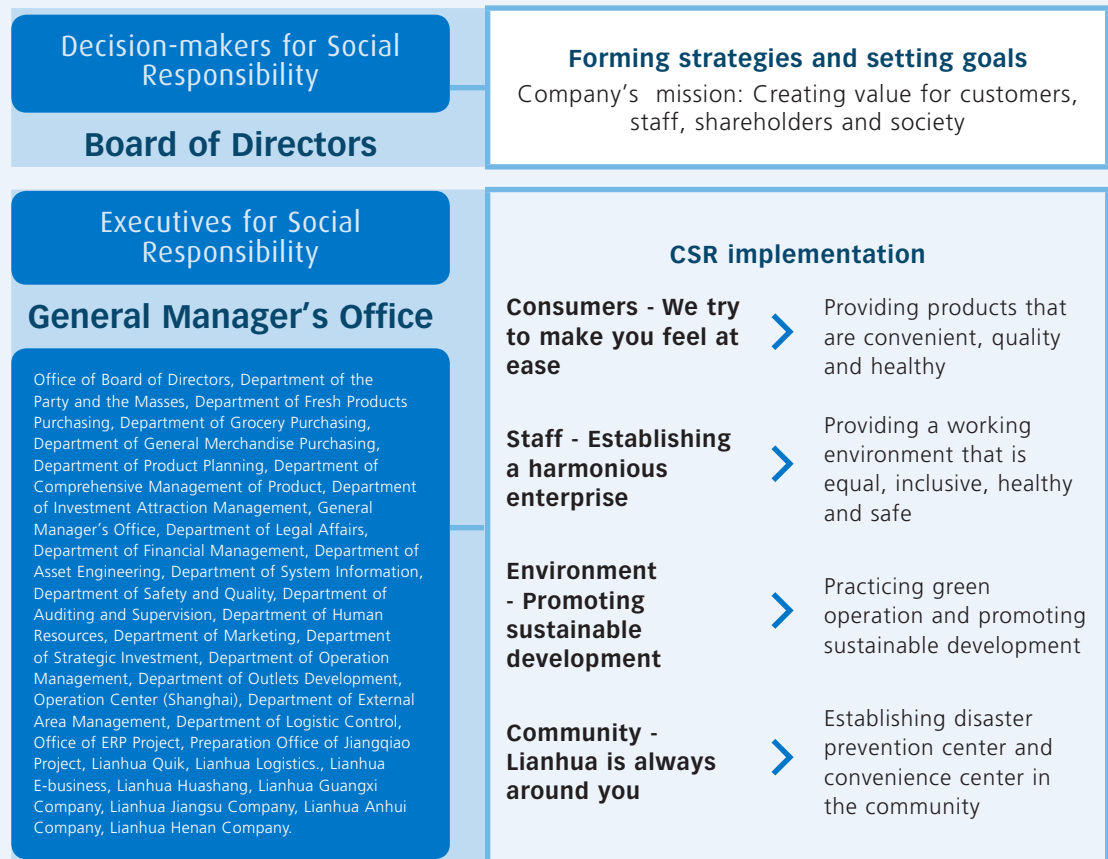 Decision-makers for Social
Responsibility
Board of Directors
Forming strategies and setting goals
Company's mission: Creating value for customers,
staff, shareholders and society
Executives for Social
Responsibility
General Manager's Office
Office of Board of Directors, Department of the
Party and the Masses, Department of Fresh Products
Purchasing, Department of Grocery Purchasing,
Department of General Merchandise Purchasing,
Department of Product Planning, Department of
Comprehensive Management of Product, Department
of Investment Attraction Management, General
Manager's Office, Department of Legal Affairs,
Department of Financial Management, Department of
Asset Engineering, Department of System Information,
Department of Safety and Quality, Department of
Auditing and Supervision, Department of Human
Resources, Department of Marketing, Department
of Strategic Investment, Department of Operation
Management, Department of Outlets Development,
Operation Center (Shanghai), Department of External
Area Management, Department of Logistic Control,
Office of ERP Project, Preparation Office of Jiangqiao
Project, Lianhua Quik, Lianhua Logistics., Lianhua
E-business, Lianhua Huashang, Lianhua Guangxi
Company, Lianhua Jiangsu Company, Lianhua Anhui
Company, Lianhua Henan Company.
CSR implementation
Consumers - We try
to make you feel at
ease
Providing products that
are convenient, quality
and healthy
Staff - Establishing
a harmonious
enterprise
Providing a working
environment that is
equal, inclusive, healthy
and safe
Environment
- Promoting
sustainable
development
Practicing green
operation and promoting
sustainable development
Community -
Lianhua is always
around you
Establishing disaster
prevention center and
convenience center in
the community